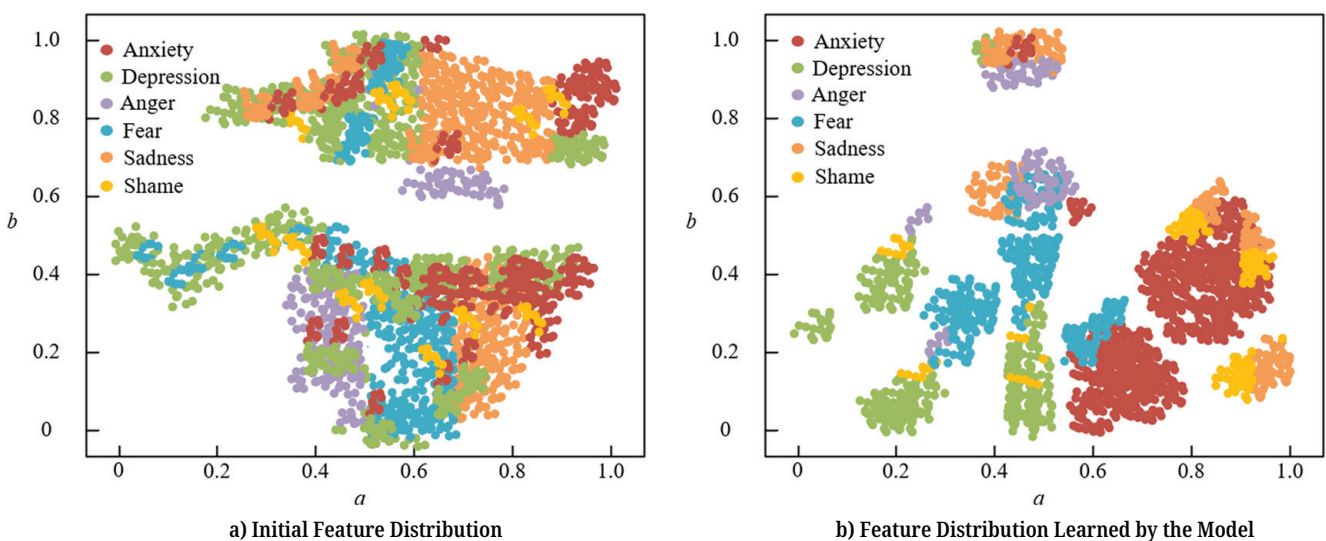 1.0
0.8
0.6
0.4
0.2
0
b
Anxiety
Depression
Anger
Fear
Sadness
Shame
0 0.2 0.4 0.6 0.8 1.0
a
a) Initial Feature Distribution
1.0
0.8
0.6
0.4
0.2
0
b
Anxiety
Depression
Anger
Fear
Sadness
Shame
0 0.2 0.4 0.6 0.8 1.0
a
b) Feature Distribution Learned by the Model